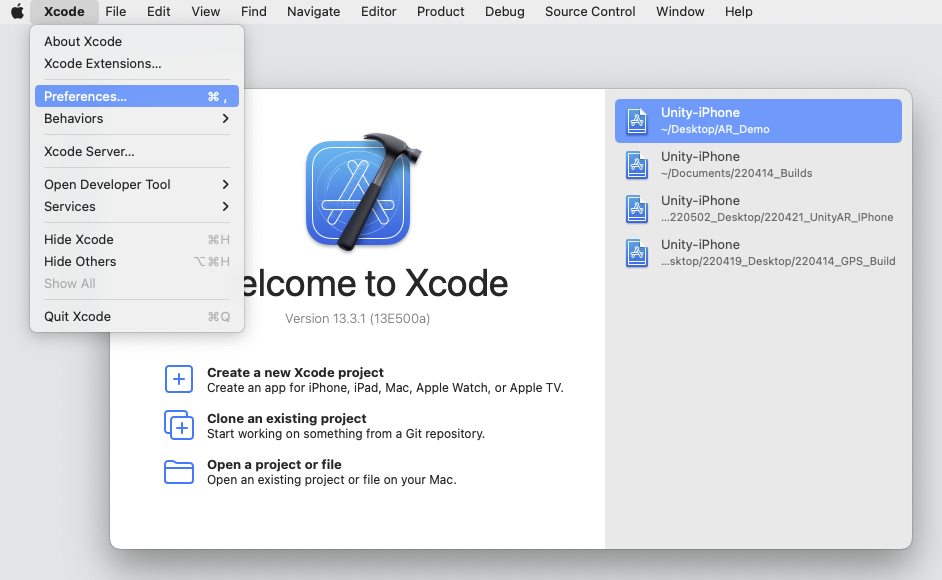 Xcode File Edit View Find Navigate Editor Product Debug Source Control Window Help
About Xcode
Xcode Extensions...
Preferences... ⌘ ,
Behaviors
Xcode Server...
Open Developer Tool
Services
Hide Xcode ⌘H
Hide Others ⌥⌘H
Show All
Quit Xcode ⌘Q
elcome to Xcode
Version 13.3.1 (13E500a)
Create a new Xcode project
Create an app for iPhone, iPad, Mac, Apple Watch, or Apple TV.
Clone an existing project
Start working on something from a Git repository.
Open a project or file
Open an existing project or file on your Mac.
Unity-iPhone
~/Desktop/AR_Demo
Unity-iPhone
~/Documents/220414_Builds
Unity-iPhone
...220502_Desktop/220421_UnityAR_IPhone
Unity-iPhone
...sktop/220419_Desktop/220414_GPS_Build